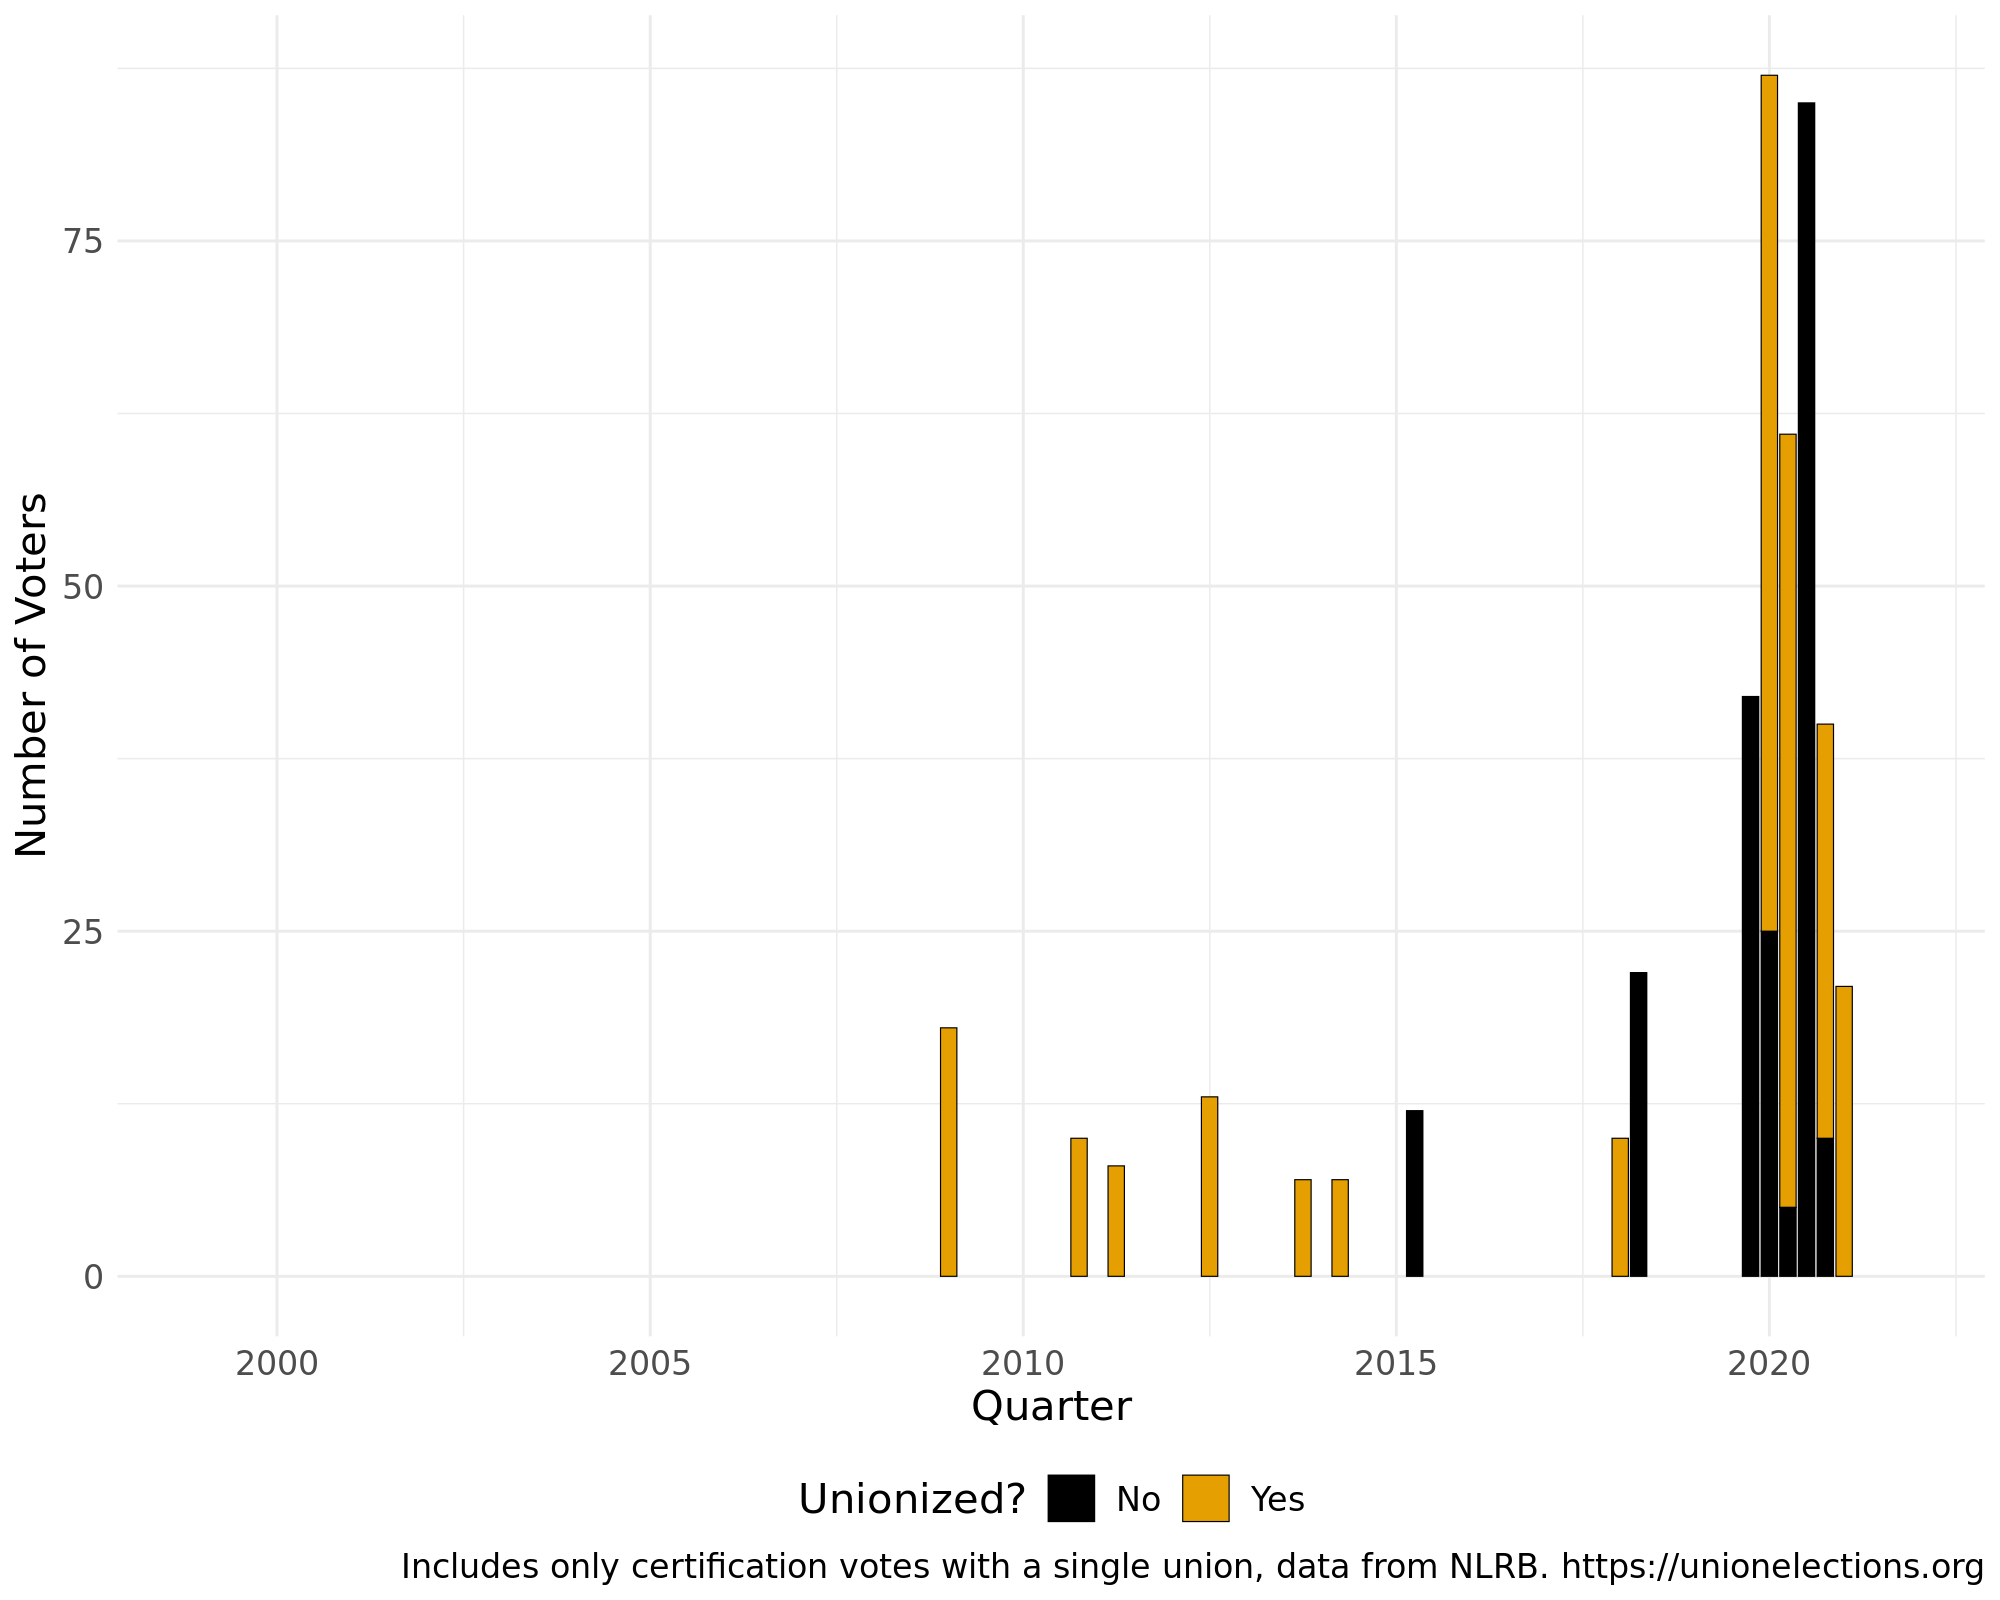 75
50
25
0
Number of Voters
2000 2005 2010 2015 2020
Quarter
Unionized? No Yes
Includes only certification votes with a single union, data from NLRB. https://unionelections.org